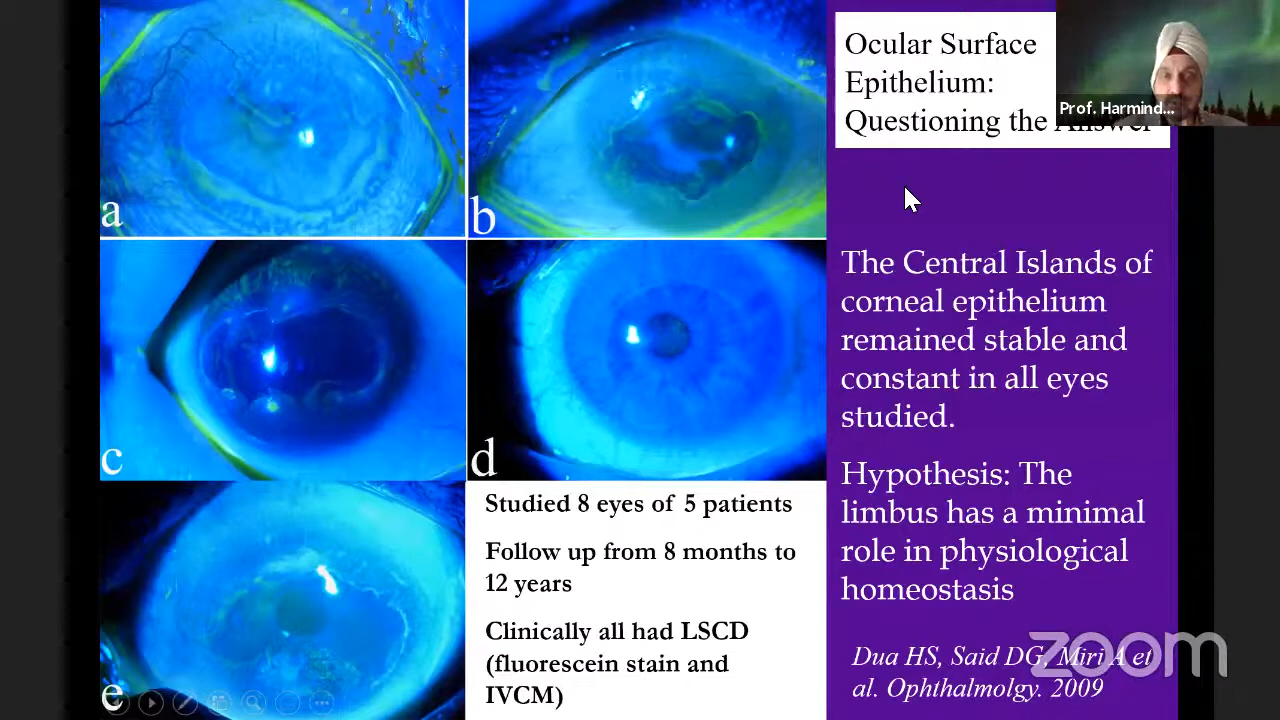 Ocular Surface
Epithelium:
Questioning the Answer
Prof. Harmind...
a
b
c
d
e
The Central Islands of
corneal epithelium
remained stable and
constant in all eyes
studied.
Hypothesis: The
limbus has a minimal
role in physiological
homeostasis
Studied 8 eyes of 5 patients
Follow up from 8 months to
12 years
Clinically all had LSCD
(fluorescein stain and
IVCM)
Dua HS, Said DG, Miri A et
al. Ophthalmolgy. 2009
zoom